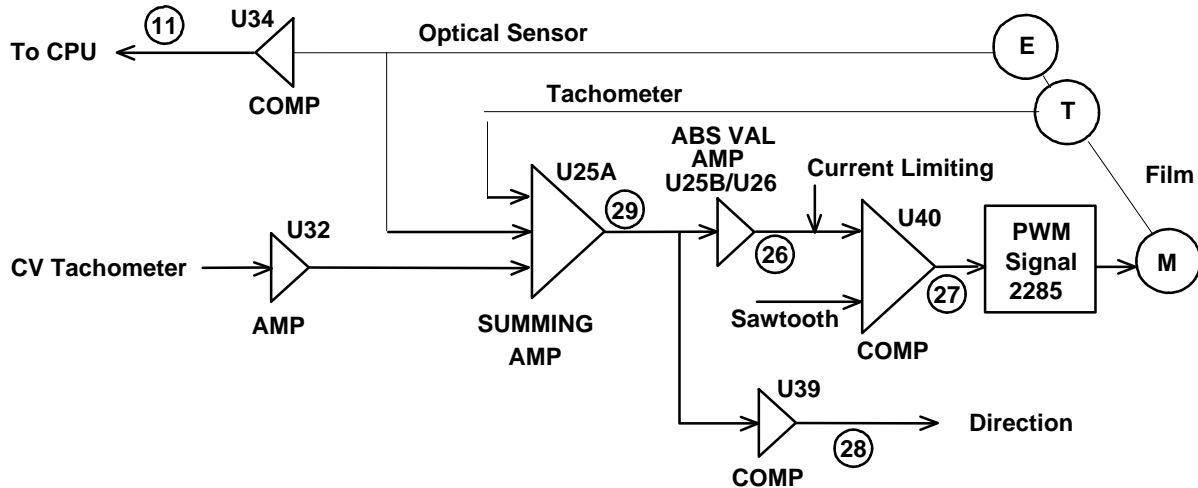 11
U34
To CPU
COMP
Optical Sensor
E
Tachometer
T
ABS VAL
AMP
U25B/U26
Current Limiting
Film
U25A
29
U40
PWM
Signal
2285
M
U32
CV Tachometer
26
27
AMP
SUMMING
AMP
Sawtooth
COMP
U39
Direction
28
COMP